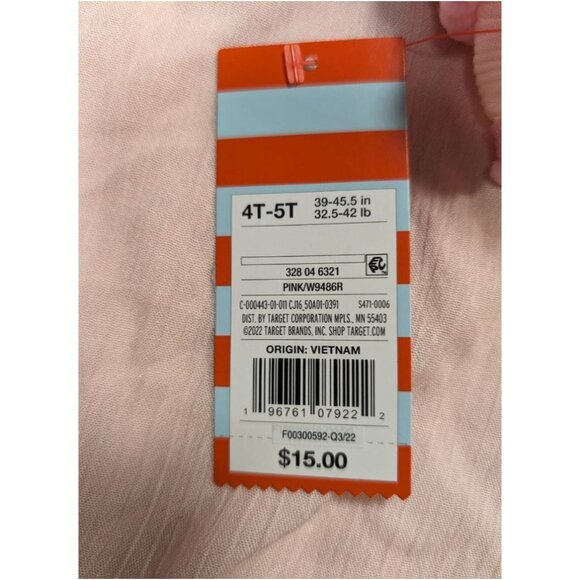 4T-5T 39-45.5 in
32.5-42 lb
328 04 6321
PINK/W9486R
C-000443-01-011 CJ16_50A01-0391 S471-0006
DIST. BY TARGET CORPORATION MPLS., MN 55403
©2022 TARGET BRANDS, INC. SHOP TARGET.COM
ORIGIN: VIETNAM
1 96761 07922 2
F00300592-Q3/22
$15.00